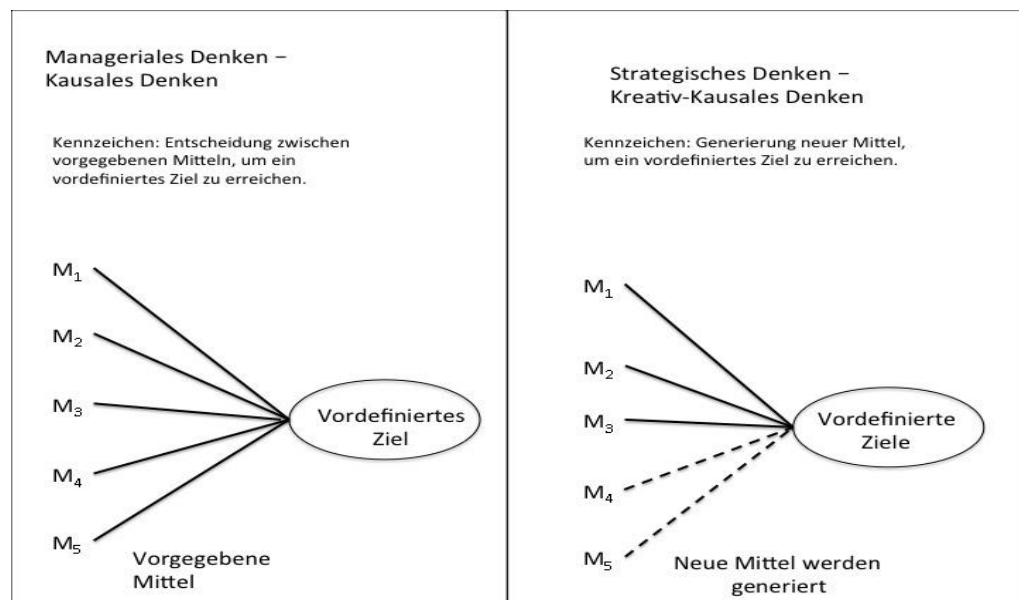 Manageriales Denken –
Kausales Denken
Kennzeichen: Entscheidung zwischen
vorgegebenen Mitteln, um ein
vordefiniertes Ziel zu erreichen.
M₁
M₂
M₃
M₄
M₅
Vordefiniertes
Ziel
Vorgegebene
Mittel
Strategisches Denken –
Kreativ-Kausales Denken
Kennzeichen: Generierung neuer Mittel,
um ein vordefiniertes Ziel zu erreichen.
M₁
M₂
M₃
M₄
M₅
Vordefinierte
Ziele
Neue Mittel werden
generiert